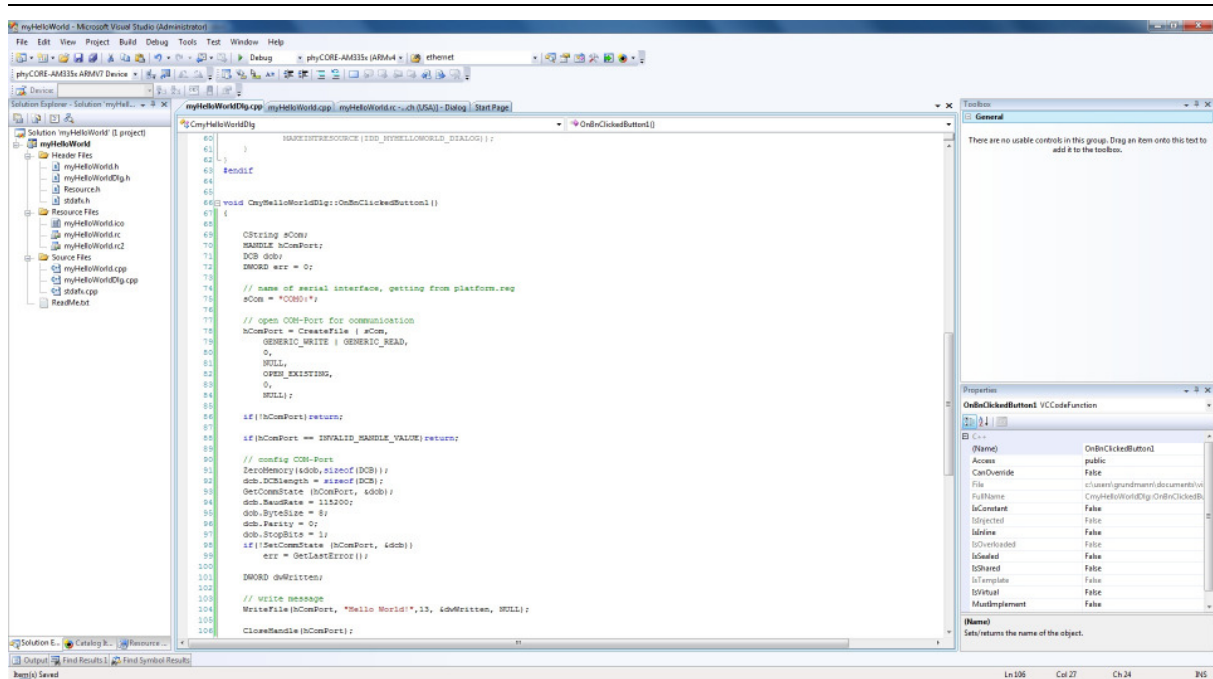 myHelloWorld - Microsoft Visual Studio (Administrator)
File Edit View Project Build Debug Tools Test Window Help
Debug phyCORE-AM335x (ARMv4 ethernet
phyCORE-AM335x ARMV7 Device
Device:
Solution Explorer - Solution 'myHell...
Solution 'myHelloWorld' (1 project)
myHelloWorld
Header Files
myHelloWorld.h
myHelloWorldDlg.h
Resource.h
stdafx.h
Resource Files
myHelloWorld.ico
myHelloWorld.rc
myHelloWorld.rc2
Source Files
myHelloWorld.cpp
myHelloWorldDlg.cpp
stdafx.cpp
ReadMe.txt
Solution E... Catalog It... Resource ...
myHelloWorldDlg.cpp myHelloWorld.cpp myHelloWorld.rc -...ch (USA)] - Dialog Start Page
CmyHelloWorldDlg OnBnClickedButton1()
60 MAKEINTRESOURCE(IDD_MYHELLOWORLD_DIALOG));
61 }
62 }
63 #endif
64
65
66 void CmyHelloWorldDlg::OnBnClickedButton1()
67 {
68
69 CString sCom;
70 HANDLE hComPort;
71 DCB dcb;
72 DWORD err = 0;
73
74 // name of serial interface, getting from platform.reg
75 sCom = "COM0:";
76
77 // open COM-Port for communication
78 hComPort = CreateFile ( sCom,
79 GENERIC_WRITE | GENERIC_READ,
80 0,
81 NULL,
82 OPEN_EXISTING,
83 0,
84 NULL);
85
86 if(!hComPort)return;
87
88 if(hComPort == INVALID_HANDLE_VALUE)return;
89
90 // config COM-Port
91 ZeroMemory(&dcb,sizeof(DCB));
92 dcb.DCBlength = sizeof(DCB);
93 GetCommState (hComPort, &dcb);
94 dcb.BaudRate = 115200;
95 dcb.ByteSize = 8;
96 dcb.Parity = 0;
97 dcb.StopBits = 1;
98 if(!SetCommState (hComPort, &dcb))
99 err = GetLastError();
100
101 DWORD dwWritten;
102
103 // write message
104 WriteFile(hComPort, "Hello World!",13, &dwWritten, NULL);
105
106 CloseHandle(hComPort);
Toolbox
General
There are no usable controls in this group. Drag an item onto this text to
add it to the toolbox.
Properties
OnBnClickedButton1 VCCodeFunction
C++
(Name) OnBnClickedButton1
Access public
CanOverride False
File c:\users\grundmann\documents\vi
FullName CmyHelloWorldDlg::OnBnClickedBu
IsConstant False
IsInjected False
IsInline False
IsOverloaded False
IsSealed False
IsShared False
IsTemplate False
IsVirtual False
MustImplement False
(Name)
Sets/returns the name of the object.
Output Find Results 1 Find Symbol Results
Item(s) Saved Ln 106 Col 27 Ch 24 INS